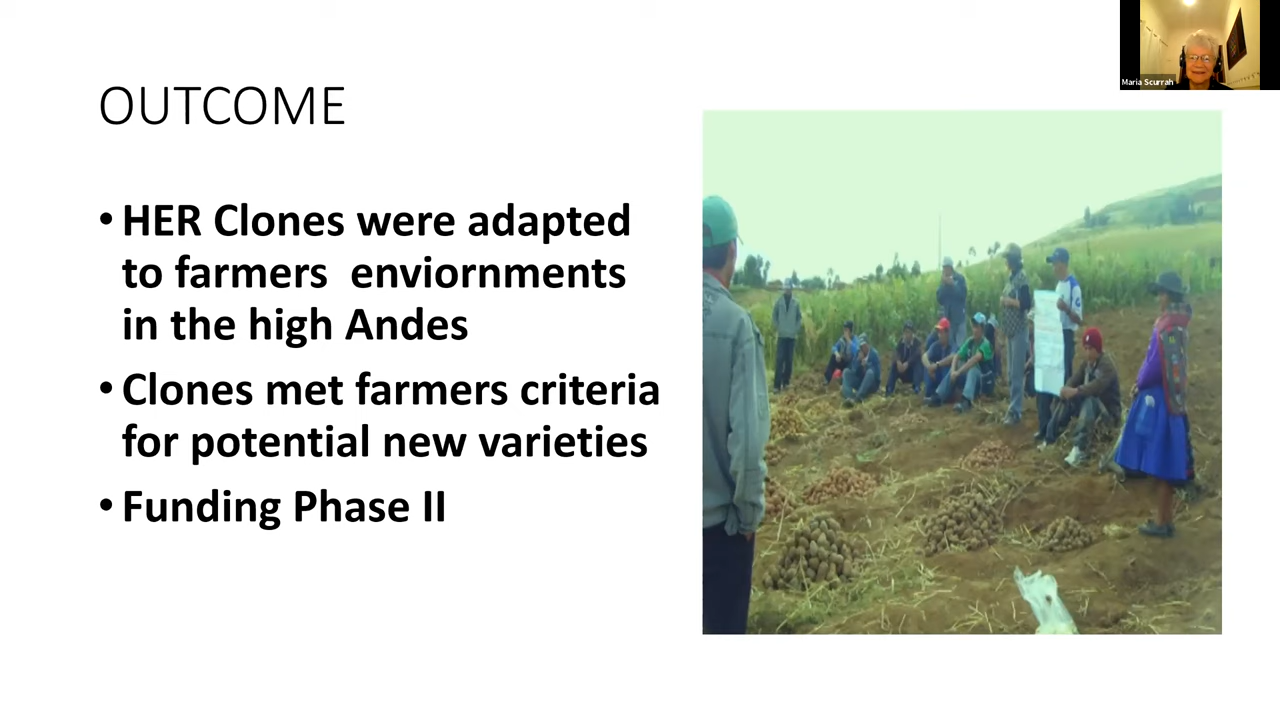 Maria Scurrah
OUTCOME
• HER Clones were adapted
to farmers  enviornments
in the high Andes
• Clones met farmers criteria
for potential new varieties
• Funding Phase II